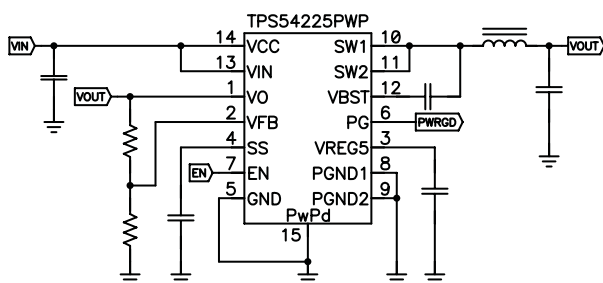 TPS54225PWP
VIN 14 VCC SW1 10 VOUT
13 VIN SW2 11
VOUT 1 VO VBST 12
2 VFB PG 6 PWRGD
4 SS VREG5 3
EN 7 EN PGND1 8
5 GND PGND2 9
PwPd
15